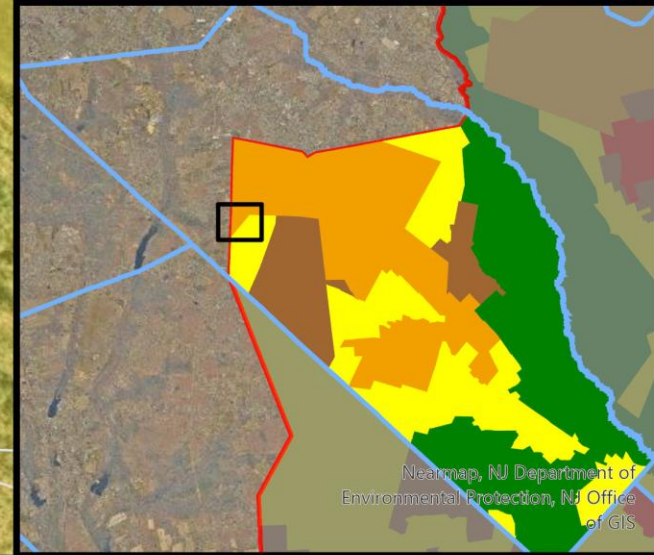 Nearmap, NJ Department of
Environmental Protection, NJ Office
of GIS